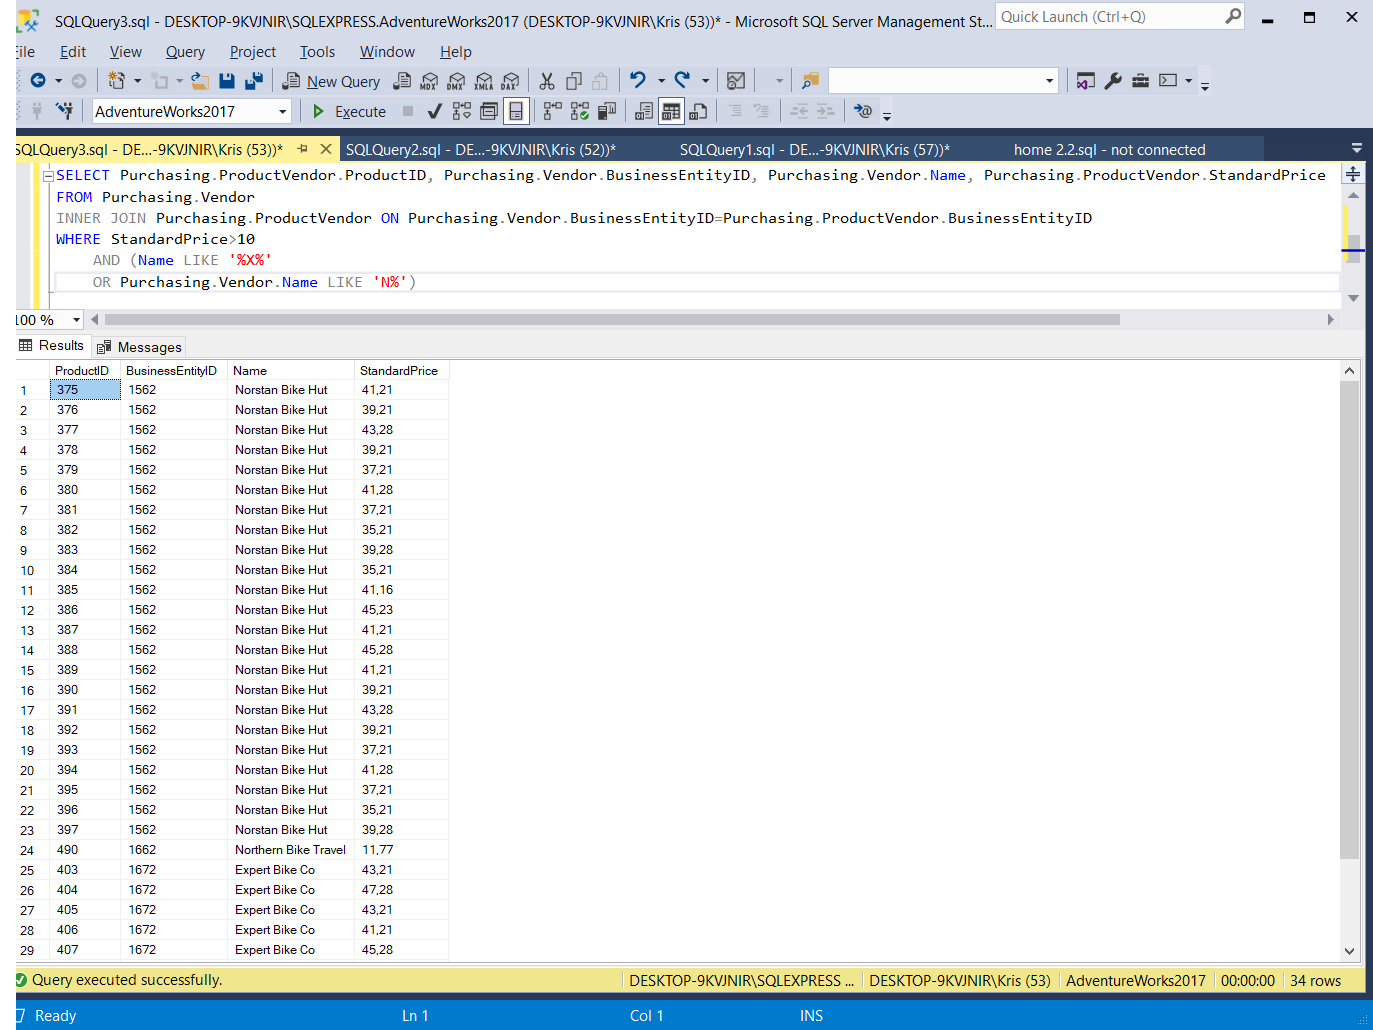 SQLQuery3.sql - DESKTOP-9KVJNIR\SQLEXPRESS.AdventureWorks2017 (DESKTOP-9KVJNIR\Kris (53))* - Microsoft SQL Server Management St... Quick Launch (Ctrl+Q)
File Edit View Query Project Tools Window Help
New Query MDX DMX XMLA DAX
AdventureWorks2017 Execute
SQLQuery3.sql - DE...-9KVJNIR\Kris (53))* SQLQuery2.sql - DE...-9KVJNIR\Kris (52))* SQLQuery1.sql - DE...-9KVJNIR\Kris (57))* home 2.2.sql - not connected
SELECT Purchasing.ProductVendor.ProductID, Purchasing.Vendor.BusinessEntityID, Purchasing.Vendor.Name, Purchasing.ProductVendor.StandardPrice
FROM Purchasing.Vendor
INNER JOIN Purchasing.ProductVendor ON Purchasing.Vendor.BusinessEntityID=Purchasing.ProductVendor.BusinessEntityID
WHERE StandardPrice>10
AND (Name LIKE '%X%'
OR Purchasing.Vendor.Name LIKE 'N%')
100 %
Results Messages
ProductID BusinessEntityID Name StandardPrice
1 375 1562 Norstan Bike Hut 41,21
2 376 1562 Norstan Bike Hut 39,21
3 377 1562 Norstan Bike Hut 43,28
4 378 1562 Norstan Bike Hut 39,21
5 379 1562 Norstan Bike Hut 37,21
6 380 1562 Norstan Bike Hut 41,28
7 381 1562 Norstan Bike Hut 37,21
8 382 1562 Norstan Bike Hut 35,21
9 383 1562 Norstan Bike Hut 39,28
10 384 1562 Norstan Bike Hut 35,21
11 385 1562 Norstan Bike Hut 41,16
12 386 1562 Norstan Bike Hut 45,23
13 387 1562 Norstan Bike Hut 41,21
14 388 1562 Norstan Bike Hut 45,28
15 389 1562 Norstan Bike Hut 41,21
16 390 1562 Norstan Bike Hut 39,21
17 391 1562 Norstan Bike Hut 43,28
18 392 1562 Norstan Bike Hut 39,21
19 393 1562 Norstan Bike Hut 37,21
20 394 1562 Norstan Bike Hut 41,28
21 395 1562 Norstan Bike Hut 37,21
22 396 1562 Norstan Bike Hut 35,21
23 397 1562 Norstan Bike Hut 39,28
24 490 1662 Northern Bike Travel 11,77
25 403 1672 Expert Bike Co 43,21
26 404 1672 Expert Bike Co 47,28
27 405 1672 Expert Bike Co 43,21
28 406 1672 Expert Bike Co 41,21
29 407 1672 Expert Bike Co 45,28
Query executed successfully. DESKTOP-9KVJNIR\SQLEXPRESS ... DESKTOP-9KVJNIR\Kris (53) AdventureWorks2017 00:00:00 34 rows
Ready Ln 1 Col 1 INS